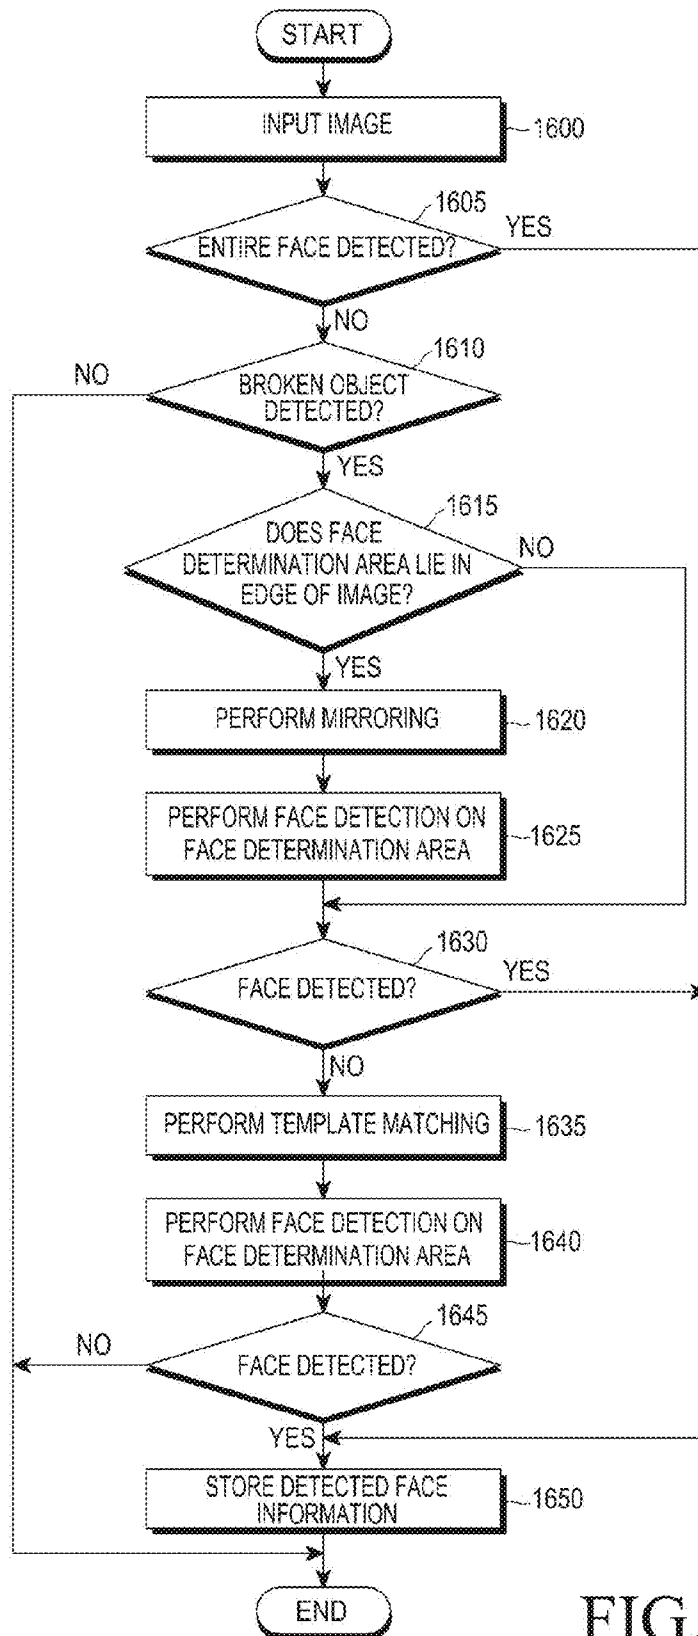 START
INPUT IMAGE
1600
1605
YES
ENTIRE FACE DETECTED?
NO
1610
NO
BROKEN OBJECT
DETECTED?
YES
1615
DOES FACE
DETERMINATION AREA LIE IN
EDGE OF IMAGE?
NO
YES
PERFORM MIRRORING
1620
PERFORM FACE DETECTION ON
FACE DETERMINATION AREA
1625
1630
YES
FACE DETECTED?
NO
PERFORM TEMPLATE MATCHING
1635
PERFORM FACE DETECTION ON
FACE DETERMINATION AREA
1640
1645
NO
FACE DETECTED?
YES
STORE DETECTED FACE
INFORMATION
1650
END
FIG.